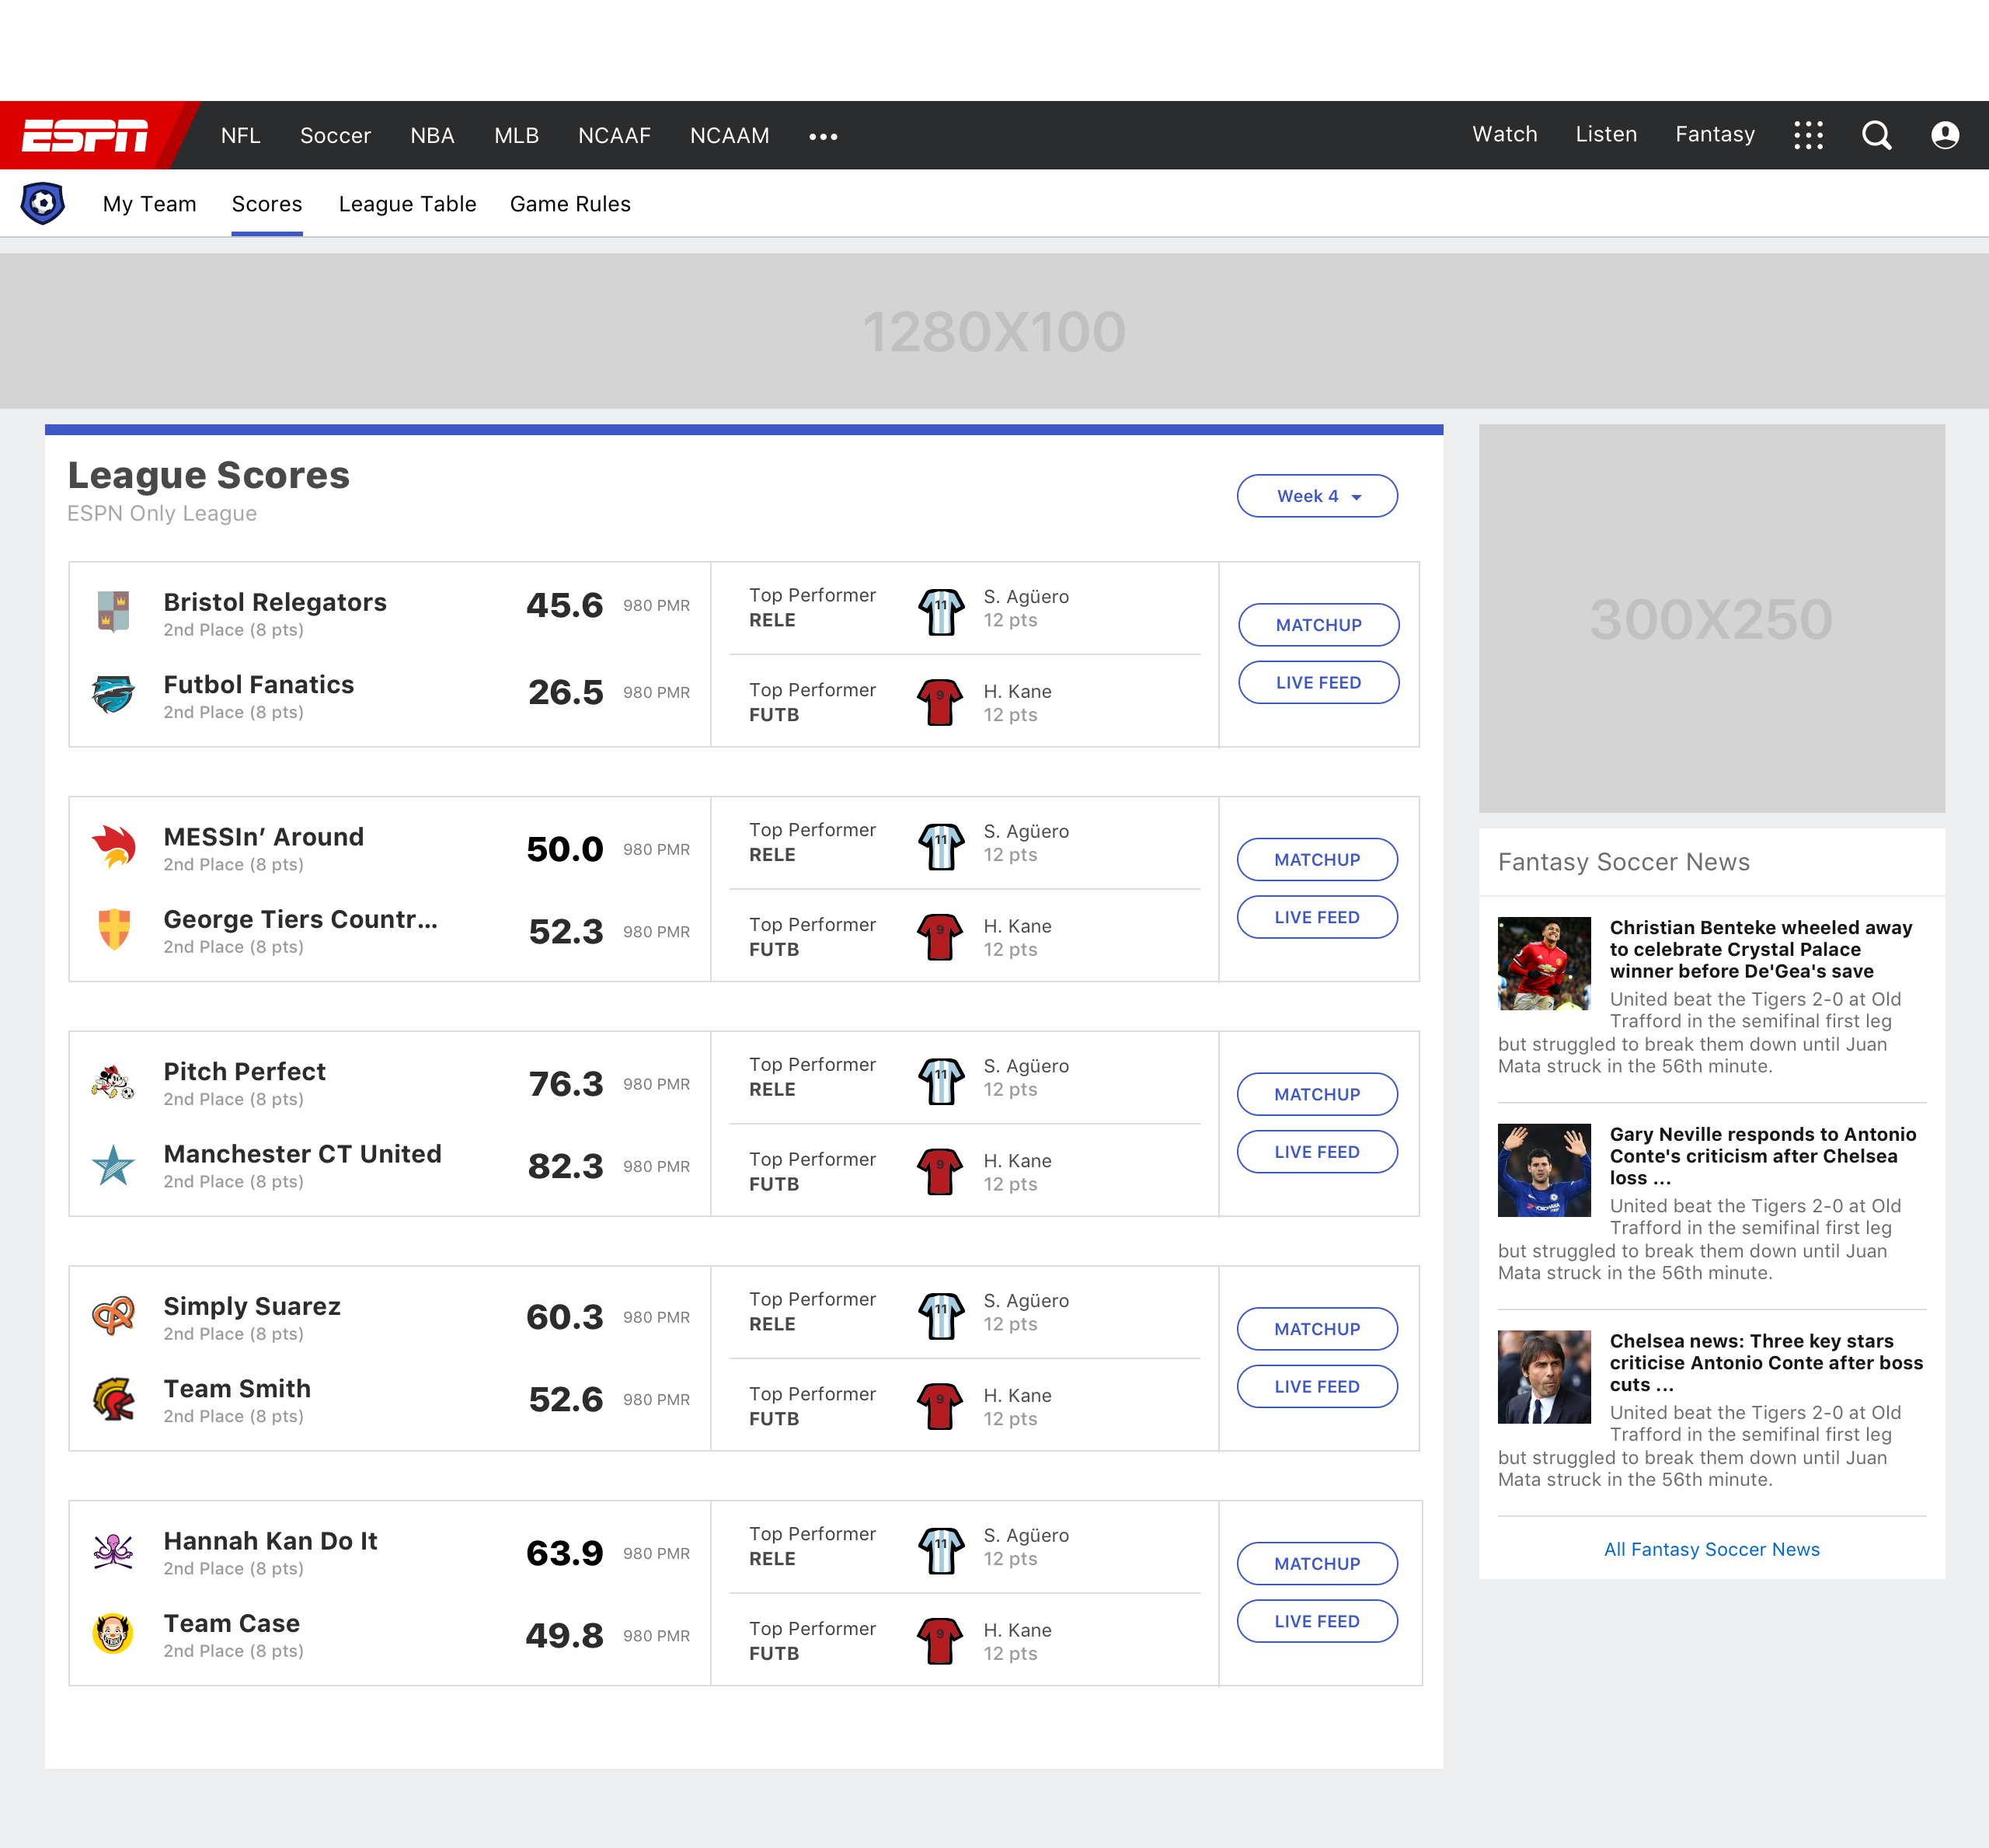 ESPN
NFL Soccer NBA MLB NCAAF NCAAM
Watch Listen Fantasy
My Team Scores League Table Game Rules
1280X100
League Scores
ESPN Only League
Week 4
Bristol Relegators
2nd Place (8 pts)
45.6 980 PMR
Futbol Fanatics
2nd Place (8 pts)
26.5 980 PMR
Top Performer
RELE
11
S. Agüero
12 pts
Top Performer
FUTB
9
H. Kane
12 pts
MATCHUP
LIVE FEED
MESSIn’ Around
2nd Place (8 pts)
50.0 980 PMR
George Tiers Countr...
2nd Place (8 pts)
52.3 980 PMR
Top Performer
RELE
11
S. Agüero
12 pts
Top Performer
FUTB
9
H. Kane
12 pts
MATCHUP
LIVE FEED
Pitch Perfect
2nd Place (8 pts)
76.3 980 PMR
Manchester CT United
2nd Place (8 pts)
82.3 980 PMR
Top Performer
RELE
11
S. Agüero
12 pts
Top Performer
FUTB
9
H. Kane
12 pts
MATCHUP
LIVE FEED
Simply Suarez
2nd Place (8 pts)
60.3 980 PMR
Team Smith
2nd Place (8 pts)
52.6 980 PMR
Top Performer
RELE
11
S. Agüero
12 pts
Top Performer
FUTB
9
H. Kane
12 pts
MATCHUP
LIVE FEED
Hannah Kan Do It
2nd Place (8 pts)
63.9 980 PMR
Team Case
2nd Place (8 pts)
49.8 980 PMR
Top Performer
RELE
11
S. Agüero
12 pts
Top Performer
FUTB
9
H. Kane
12 pts
MATCHUP
LIVE FEED
300X250
Fantasy Soccer News
Christian Benteke wheeled away
to celebrate Crystal Palace
winner before De'Gea's save
United beat the Tigers 2-0 at Old
Trafford in the semifinal first leg
but struggled to break them down until Juan
Mata struck in the 56th minute.
Gary Neville responds to Antonio
Conte's criticism after Chelsea
loss ...
United beat the Tigers 2-0 at Old
Trafford in the semifinal first leg
but struggled to break them down until Juan
Mata struck in the 56th minute.
Chelsea news: Three key stars
criticise Antonio Conte after boss
cuts ...
United beat the Tigers 2-0 at Old
Trafford in the semifinal first leg
but struggled to break them down until Juan
Mata struck in the 56th minute.
All Fantasy Soccer News